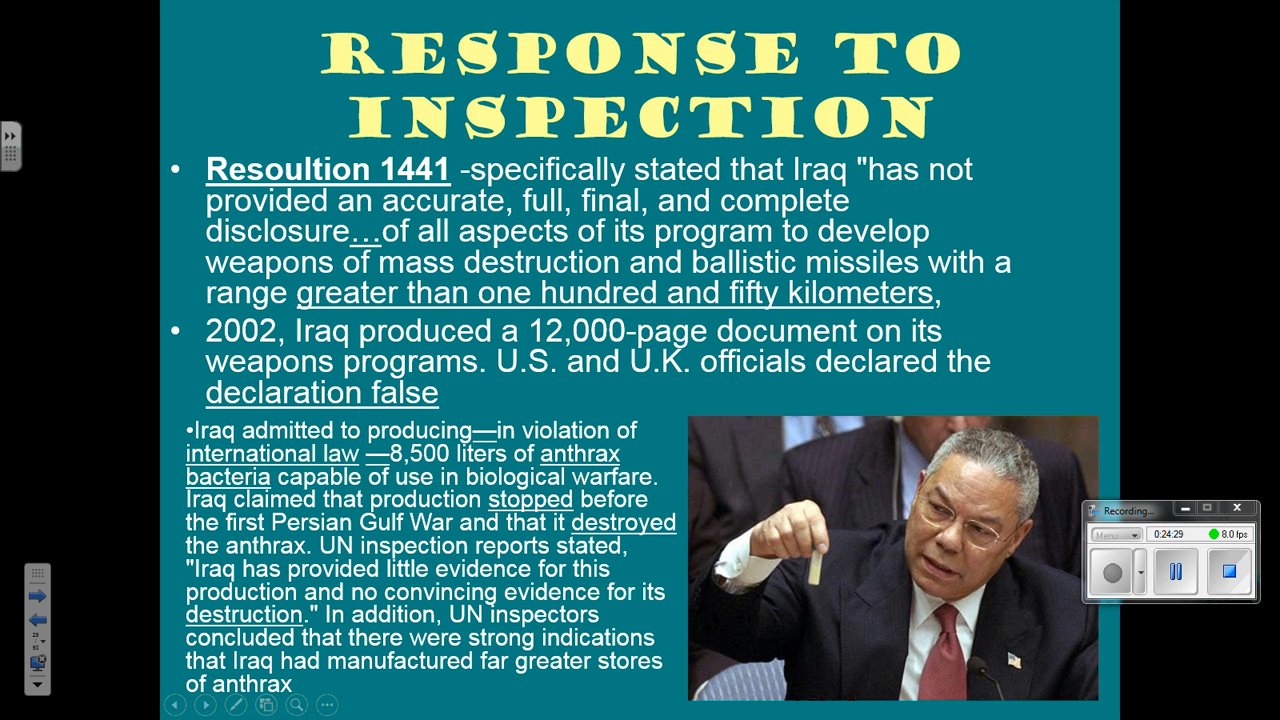 RESPONSE TO
INSPECTION
• Resoultion 1441 -specifically stated that Iraq "has not
provided an accurate, full, final, and complete
disclosure…of all aspects of its program to develop
weapons of mass destruction and ballistic missiles with a
range greater than one hundred and fifty kilometers,
• 2002, Iraq produced a 12,000-page document on its
weapons programs. U.S. and U.K. officials declared the
declaration false
•Iraq admitted to producing—in violation of
international law —8,500 liters of anthrax
bacteria capable of use in biological warfare.
Iraq claimed that production stopped before
the first Persian Gulf War and that it destroyed
the anthrax. UN inspection reports stated,
"Iraq has provided little evidence for this
production and no convincing evidence for its
destruction." In addition, UN inspectors
concluded that there were strong indications
that Iraq had manufactured far greater stores
of anthrax
Recording...
Menu
0:24:29
8.0 fps
29
/